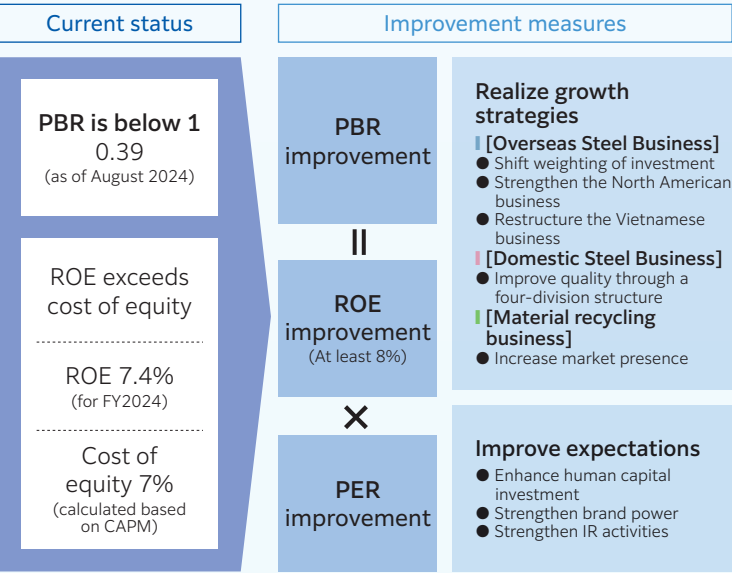 Current status
Improvement measures
PBR is below 1
0.39
(as of August 2024)
ROE exceeds
cost of equity
ROE 7.4%
(for FY2024)
Cost of
equity 7%
(calculated based
on CAPM)
PBR
improvement
=
ROE
improvement
(At least 8%)
×
PER
improvement
Realize growth
strategies
[Overseas Steel Business]
● Shift weighting of investment
● Strengthen the North American
business
● Restructure the Vietnamese
business
[Domestic Steel Business]
● Improve quality through a
four-division structure
[Material recycling
business]
● Increase market presence
Improve expectations
● Enhance human capital
investment
● Strengthen brand power
● Strengthen IR activities